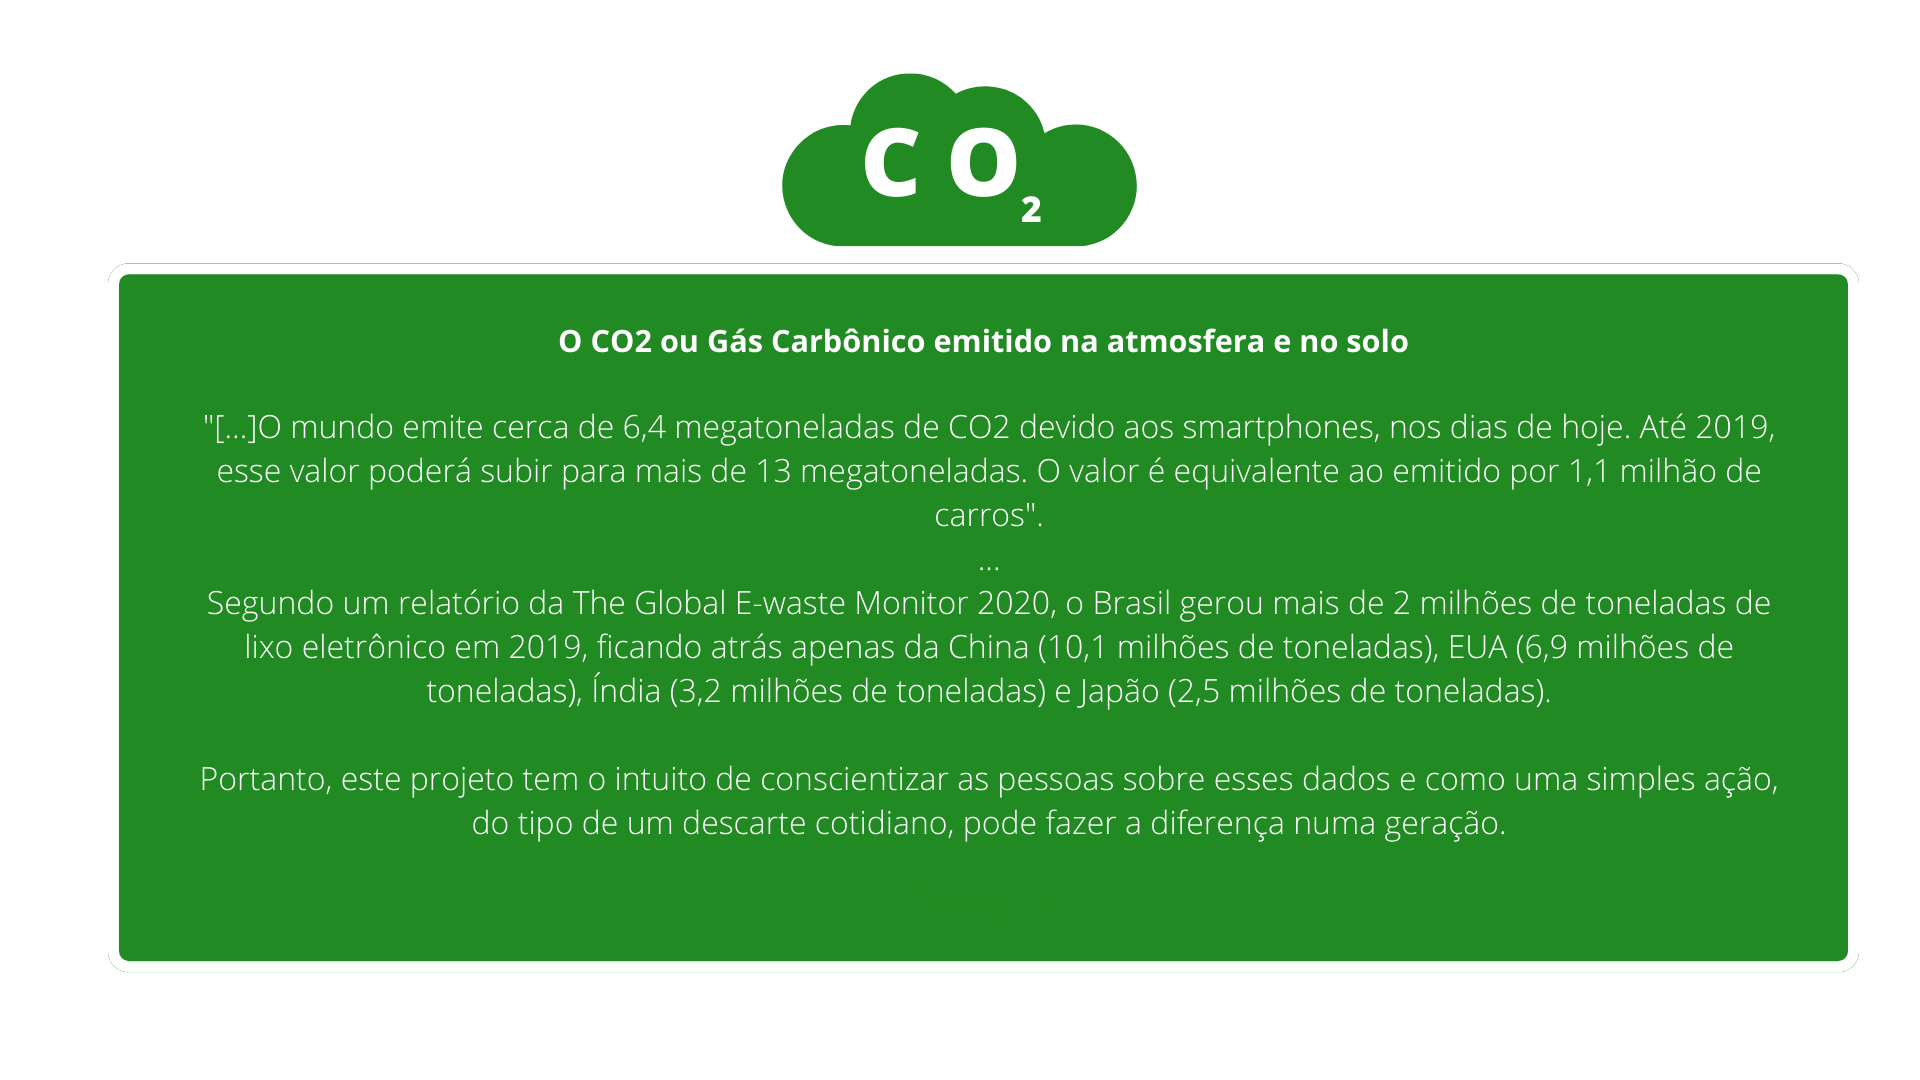 C O2
O CO2 ou Gás Carbônico emitido na atmosfera e no solo
"[...]O mundo emite cerca de 6,4 megatoneladas de CO2 devido aos smartphones, nos dias de hoje. Até 2019,
esse valor poderá subir para mais de 13 megatoneladas. O valor é equivalente ao emitido por 1,1 milhão de
carros".
...
Segundo um relatório da The Global E-waste Monitor 2020, o Brasil gerou mais de 2 milhões de toneladas de
lixo eletrônico em 2019, ficando atrás apenas da China (10,1 milhões de toneladas), EUA (6,9 milhões de
toneladas), Índia (3,2 milhões de toneladas) e Japão (2,5 milhões de toneladas).
Portanto, este projeto tem o intuito de conscientizar as pessoas sobre esses dados e como uma simples ação,
do tipo de um descarte cotidiano, pode fazer a diferença numa geração.